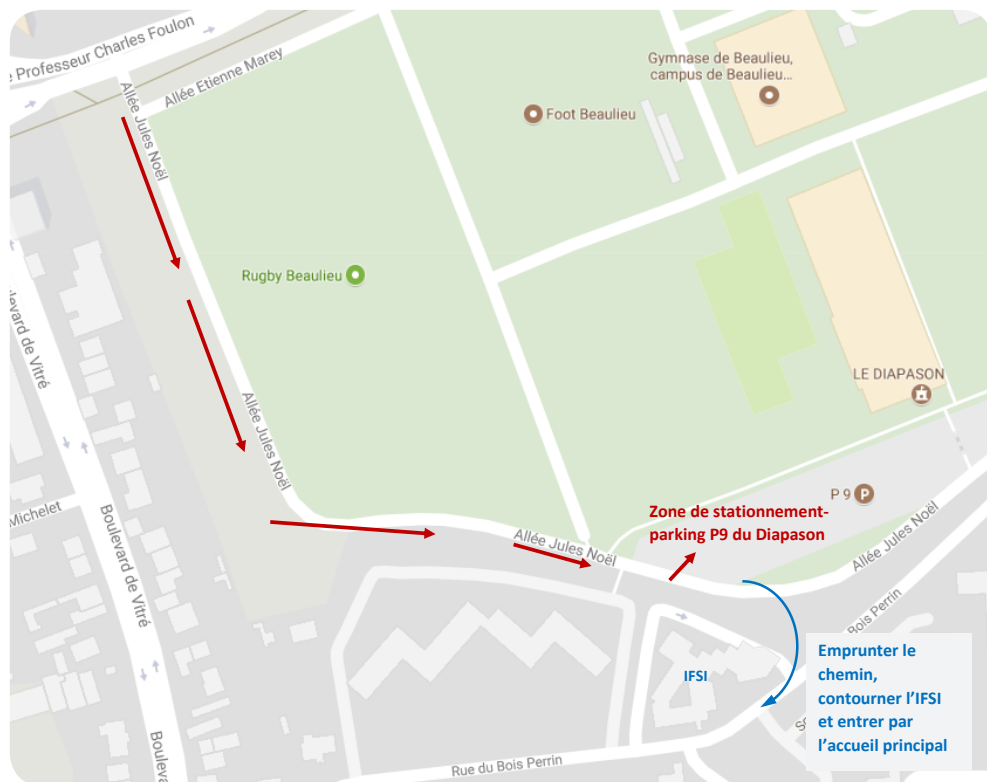 e Professeur Charles Foulon
Allée Etienne Marey
Allée Jules Noël
Gymnase de Beaulieu,
campus de Beaulieu...
Foot Beaulieu
Rugby Beaulieu
levard de Vitré
Allée Jules Noël
LE DIAPASON
Michelet
P 9
P
Zone de stationnement-
parking P9 du Diapason
Boulevard de Vitré
Allée Jules Noël
Allée Jules Noël
Bois Perrin
IFSI
Emprunter le
chemin,
contourner l'IFSI
et entrer par
l'accueil principal
Boulev
Rue du Bois Perrin